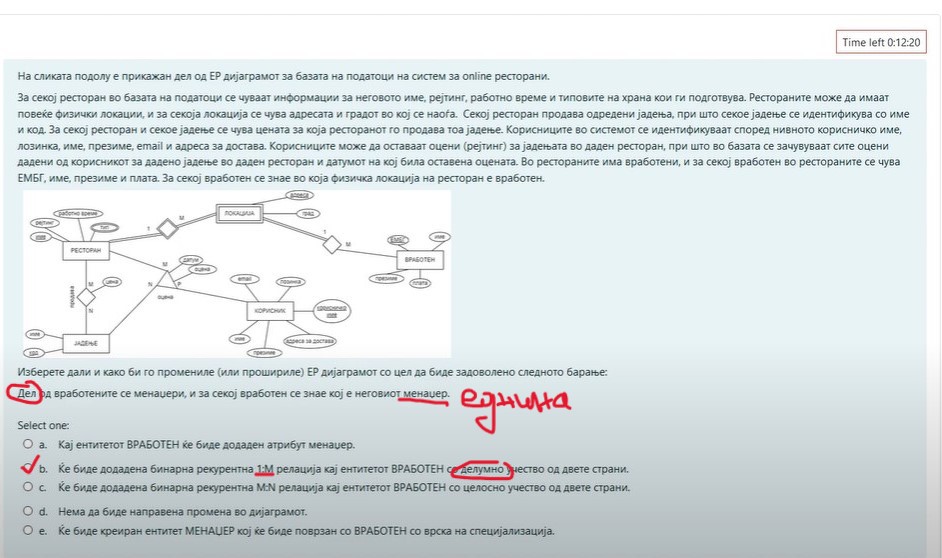 Time left 0:12:20
На сликата подолу е прикажан дел од ЕР дијаграмот за базата на податоци на систем за online ресторани.
За секој ресторан во базата на податоци се чуваат информации за неговото име, рејтинг, работно време и типовите на храна кои ги подготвува. Рестораните може да имаат
повеќе физички локации, и за секоја локација се чува адресата и градот во кој се наоѓа. Секој ресторан продава одредени јадења, при што секое јадење се идентификува со име
и код. За секој ресторан и секое јадење се чува цената за која ресторанот го продава тоа јадење. Корисниците во системот се идентификуваат според нивното корисничко име,
лозинка, име, презиме, email и адреса за достава. Корисниците може да оставаат оцени (рејтинг) за јадењата во даден ресторан, при што во базата се зачувуваат сите оцени
дадени од корисникот за дадено јадење во даден ресторан и датумот на кој била оставена оцената. Во рестораните има вработени, и за секој вработен во рестораните се чува
ЕМБГ, име, презиме и плата. За секој вработен се знае во која физичка локација на ресторан е вработен.
адреса
работно време
М
ЛОКАЦИЈА
град
рејтинг
тип
1
име
1
М
ЕМБГ
име
РЕСТОРАН
ВРАБОТЕН
датум
М
оцена
презиме
плата
М
цена
N
P
email
лозинка
продава
оцена
N
КОРИСНИК
корисничко
име
име
ЈАДЕЊЕ
име
адреса за достава
код
презиме
Изберете дали и како би го промениле (или прошириле) ЕР дијаграмот со цел да биде задоволено следното барање:
Дел од вработените се менаџери, и за секој вработен се знае кој е неговиот менаџер.
еднина
Select one:
a. Кај ентитетот ВРАБОТЕН ќе биде додаден атрибут менаџер.
b. Ќе биде додадена бинарна рекурентна 1:M релација кај ентитетот ВРАБОТЕН со делумно учество од двете страни.
c. Ќе биде додадена бинарна рекурентна M:N релација кај ентитетот ВРАБОТЕН со целосно учество од двете страни.
d. Нема да биде направена промена во дијаграмот.
e. Ќе биде креиран ентитет МЕНАЏЕР кој ќе биде поврзан со ВРАБОТЕН со врска на специјализација.